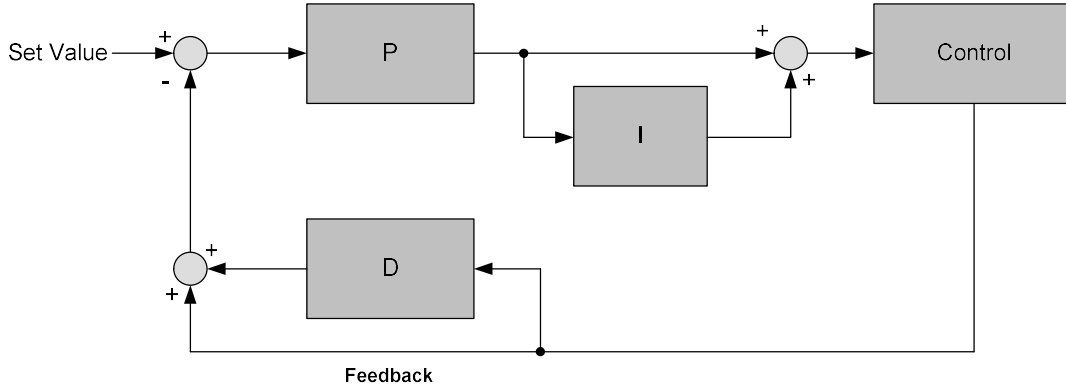 Set Value
+
-
P
+
+
Control
I
+
+
D
Feedback